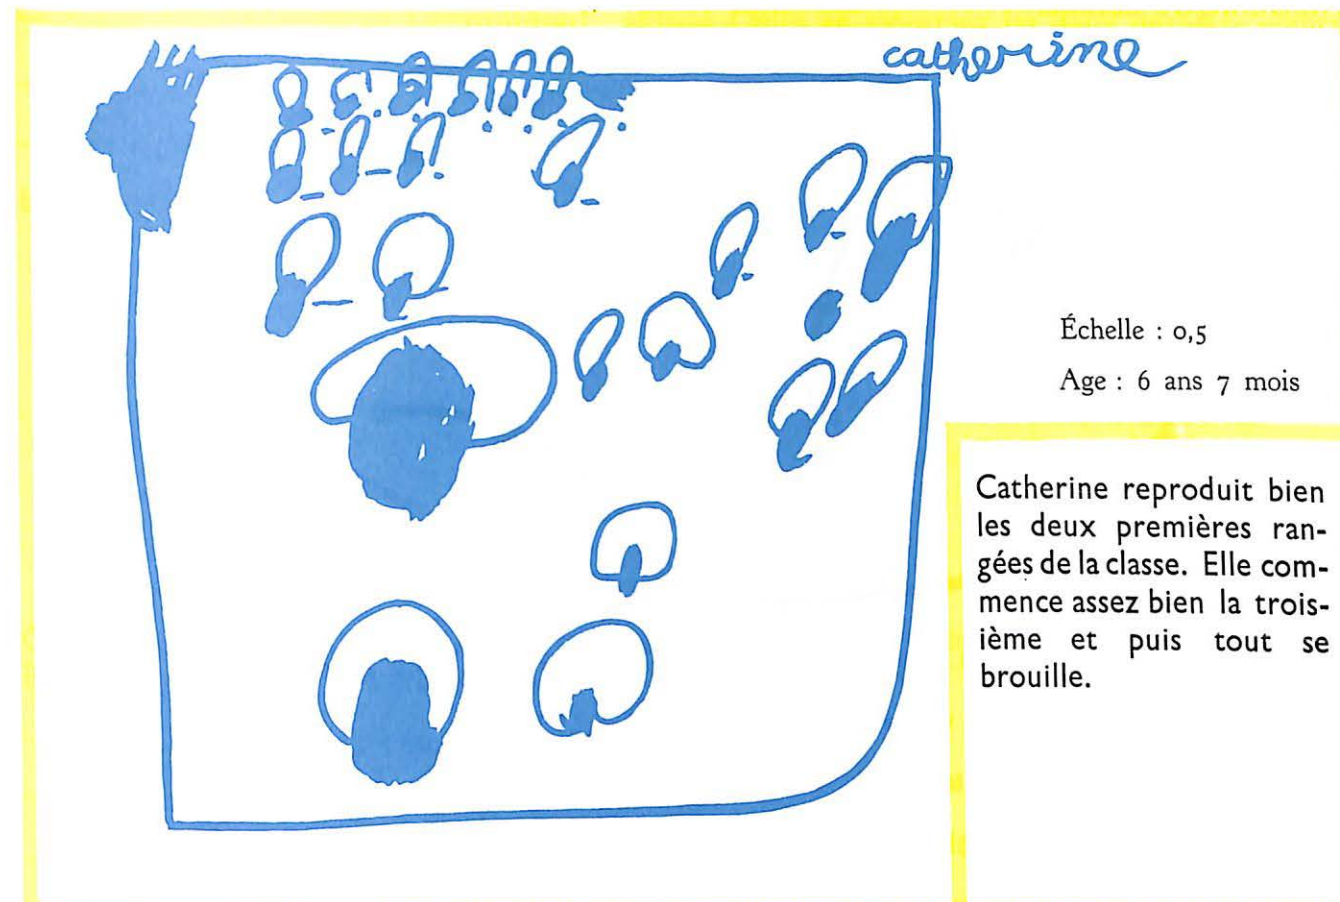 catherine
Échelle : 0,5
Age : 6 ans 7 mois
Catherine reproduit bien
les deux premières ran-
gées de la classe. Elle com-
mence assez bien la trois-
ième et puis tout se
brouille.